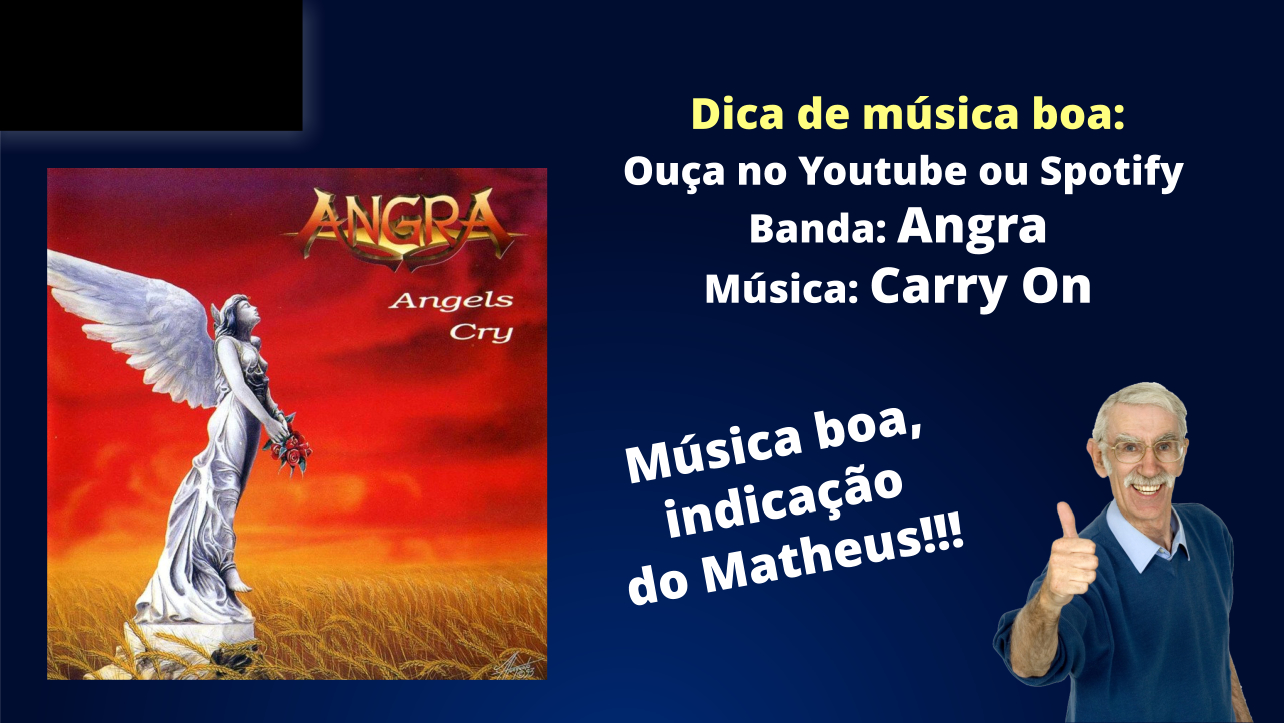 Dica de música boa:
Ouça no Youtube ou Spotify
Banda: Angra
Música: Carry On
ANGRA
Angels
Cry
Música boa,
indicação
do Matheus!!!